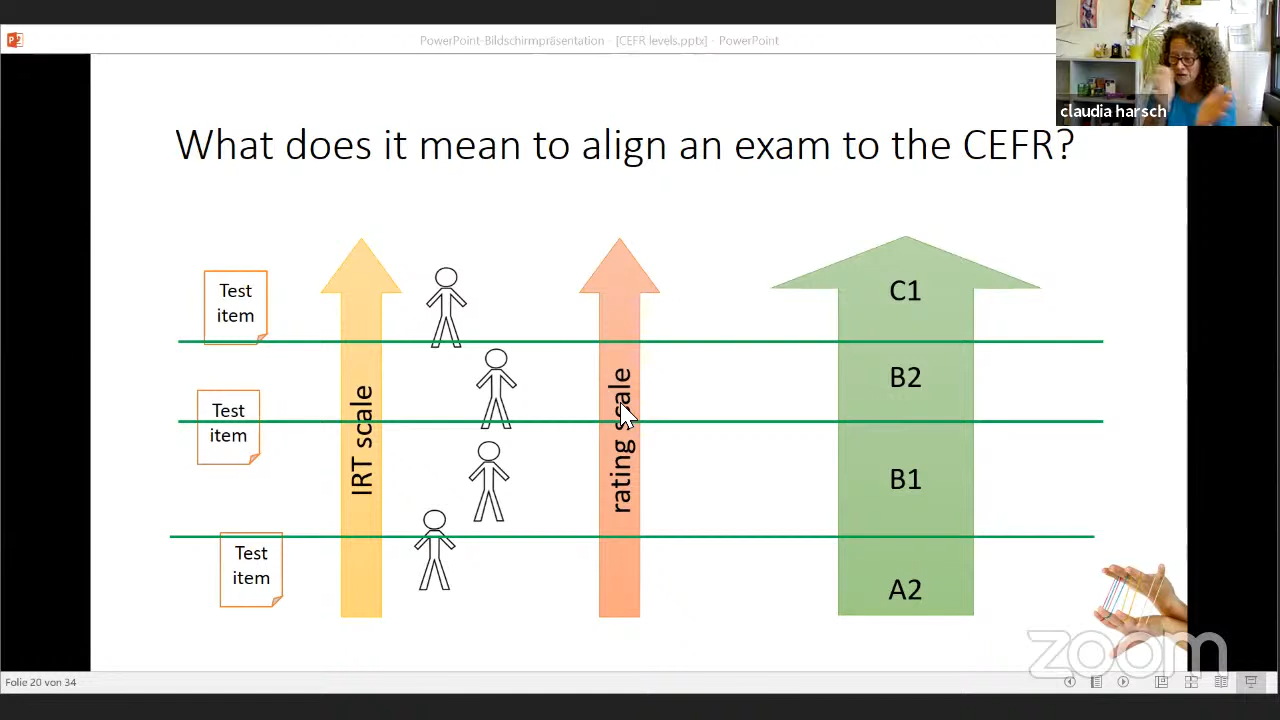 PowerPoint-Bildschirmpräsentation - [CEFR levels.pptx] - PowerPoint
claudia harsch
What does it mean to align an exam to the CEFR?
Test
item
Test
item
Test
item
IRT scale
rating scale
C1
B2
B1
A2
zoom
Folie 20 von 34